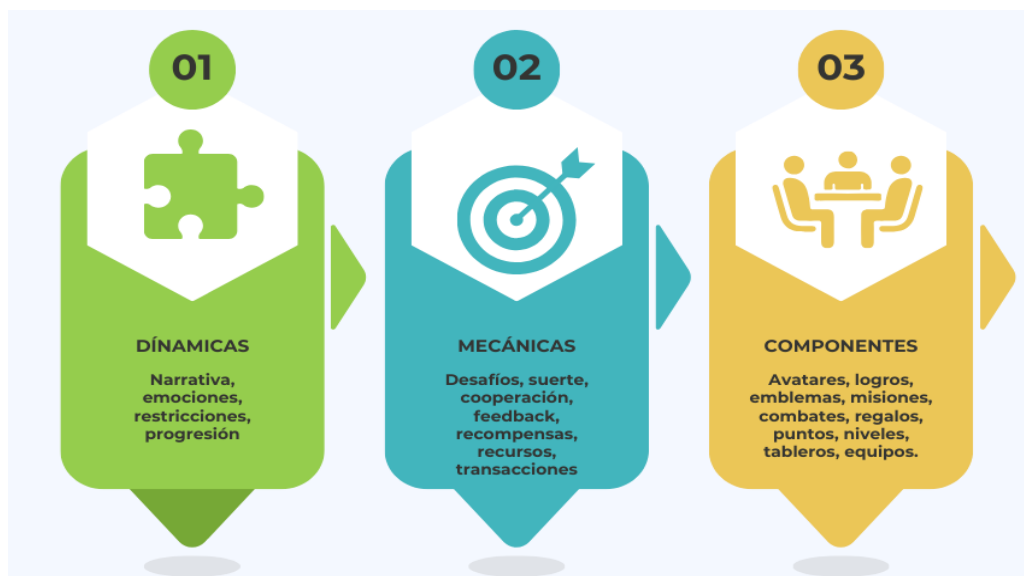 01
DÍNAMICAS
Narrativa,
emociones,
restricciones,
progresión
02
MECÁNICAS
Desafíos, suerte,
cooperación,
feedback,
recompensas,
recursos,
transacciones
03
COMPONENTES
Avatares, logros,
emblemas, misiones,
combates, regalos,
puntos, niveles,
tableros, equipos.